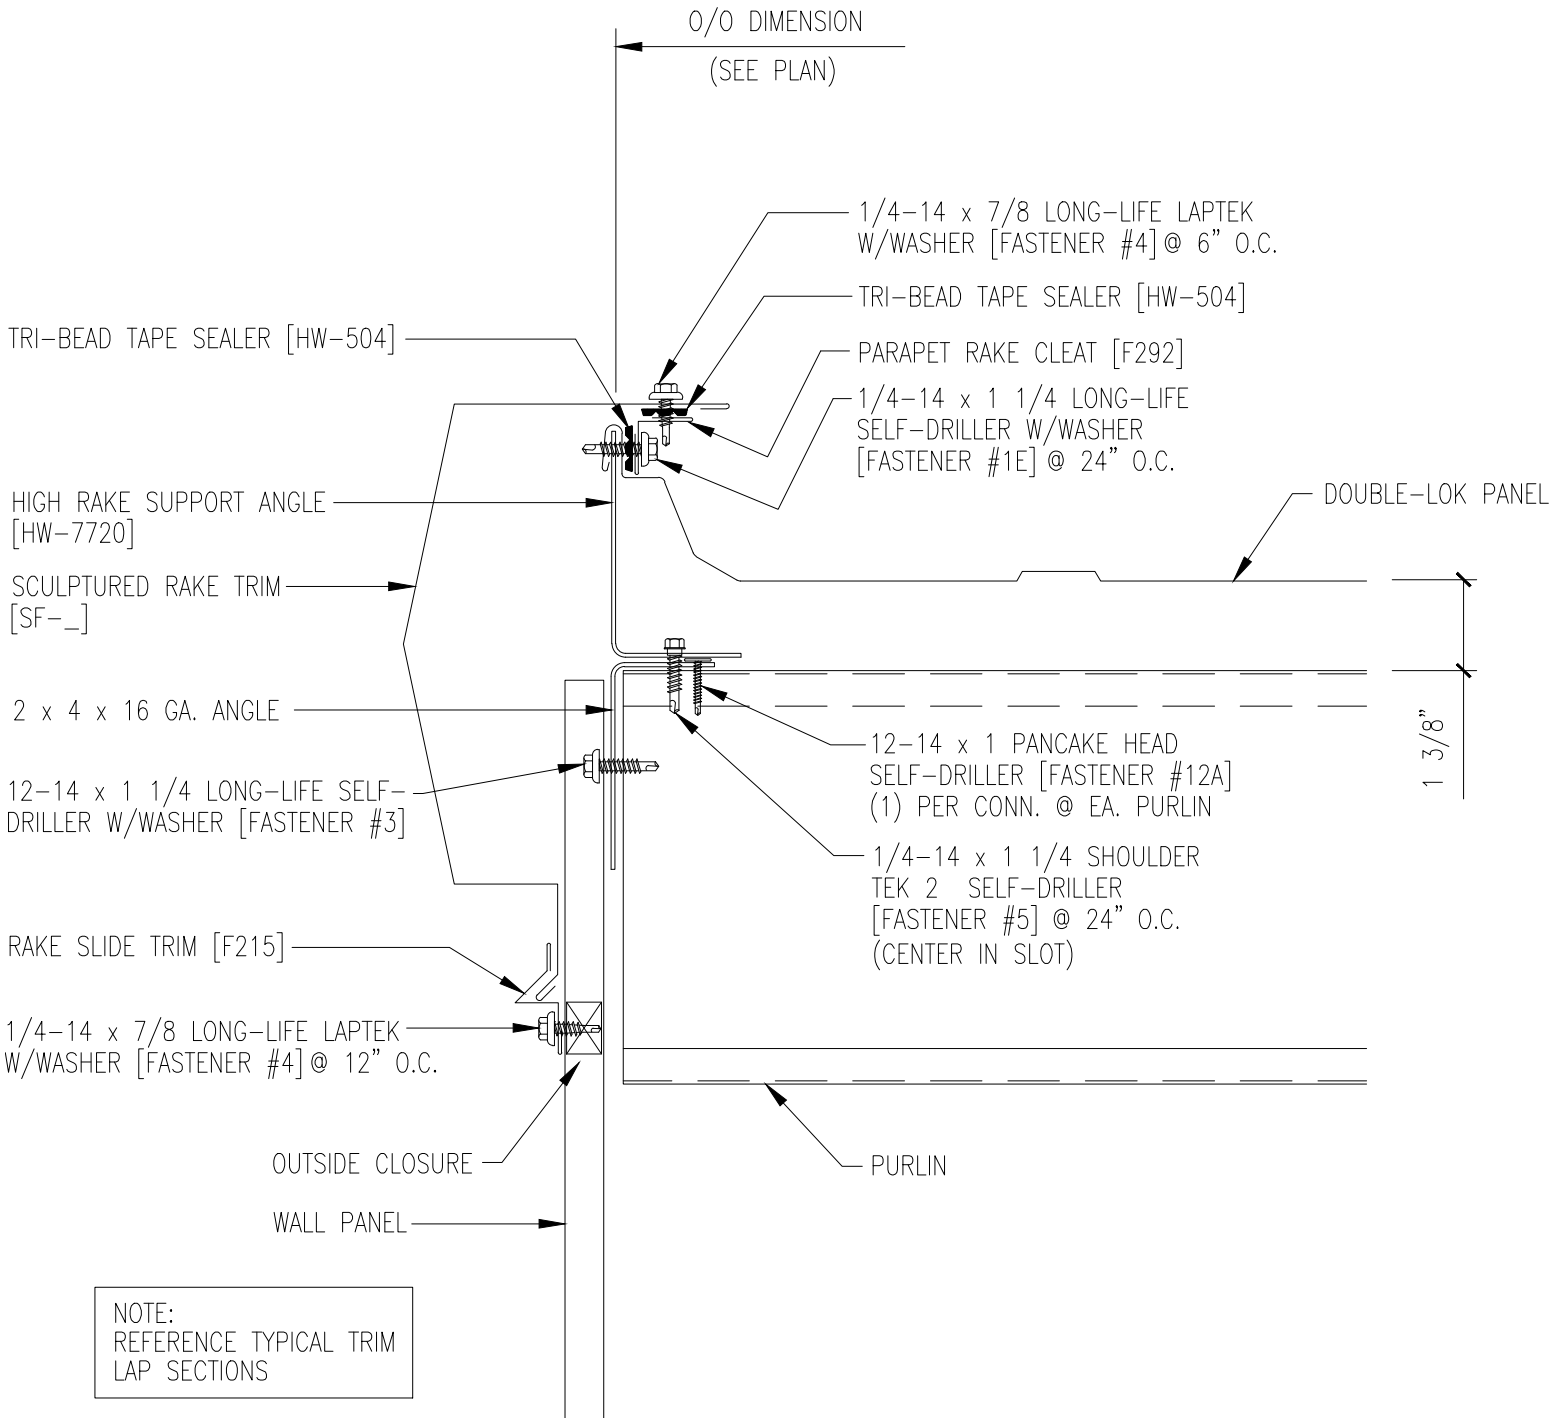 O/O DIMENSION
(SEE PLAN)
1/4-14 x 7/8 LONG-LIFE LAPTEK
W/WASHER [FASTENER #4]@ 6" O.C.
TRI-BEAD TAPE SEALER [HW-504]
TRI-BEAD TAPE SEALER [HW-504]
PARAPET RAKE CLEAT [F292]
1/4-14 x 1 1/4 LONG-LIFE
SELF-DRILLER W/WASHER
[FASTENER #1E]@ 24" O.C.
HIGH RAKE SUPPORT ANGLE
[HW-7720]
DOUBLE-LOK PANEL
SCULPTURED RAKE TRIM
[SF-_]
2 x 4 x 16 GA. ANGLE
1 3/8"
12-14 x 1 PANCAKE HEAD
SELF-DRILLER [FASTENER #12A]
(1) PER CONN. @ EA. PURLIN
12-14 x 1 1/4 LONG-LIFE SELF-
DRILLER W/WASHER [FASTENER #3]
1/4-14 x 1 1/4 SHOULDER
TEK 2 SELF-DRILLER
[FASTENER #5] @ 24" O.C.
(CENTER IN SLOT)
RAKE SLIDE TRIM [F215]
1/4-14 x 7/8 LONG-LIFE LAPTEK
W/WASHER [FASTENER #4]@ 12" O.C.
OUTSIDE CLOSURE
PURLIN
WALL PANEL
NOTE:
REFERENCE TYPICAL TRIM
LAP SECTIONS